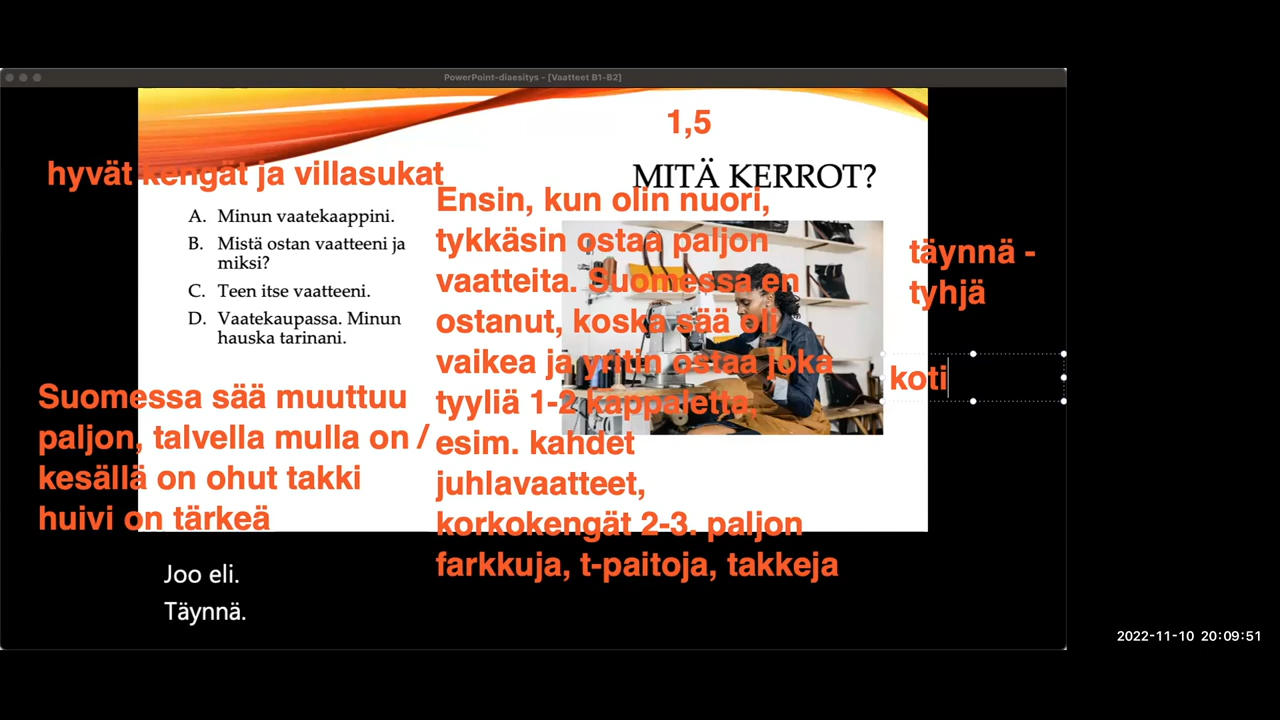 PowerPoint-diaesitys - [Vaatteet B1-B2]
1,5
hyvät kengät ja villasukat
MITÄ KERROT?
A. Minun vaatekaappini.
B. Mistä ostan vaatteeni ja
miksi?
C. Teen itse vaatteeni.
D. Vaatekaupassa. Minun
hauska tarinani.
Ensin, kun olin nuori,
tykkäsin ostaa paljon
vaatteita. Suomessa en
ostanut, koska sää oli
vaikea ja yritin ostaa joka
tyyliä 1-2 kappaletta,
esim. kahdet
juhlavaatteet,
korkokengät 2-3. paljon
farkkuja, t-paitoja, takkeja
täynnä -
tyhjä
koti
Suomessa sää muuttuu
paljon, talvella mulla on /
kesällä on ohut takki
huivi on tärkeä
Joo eli.
Täynnä.
2022-11-10 20:09:51